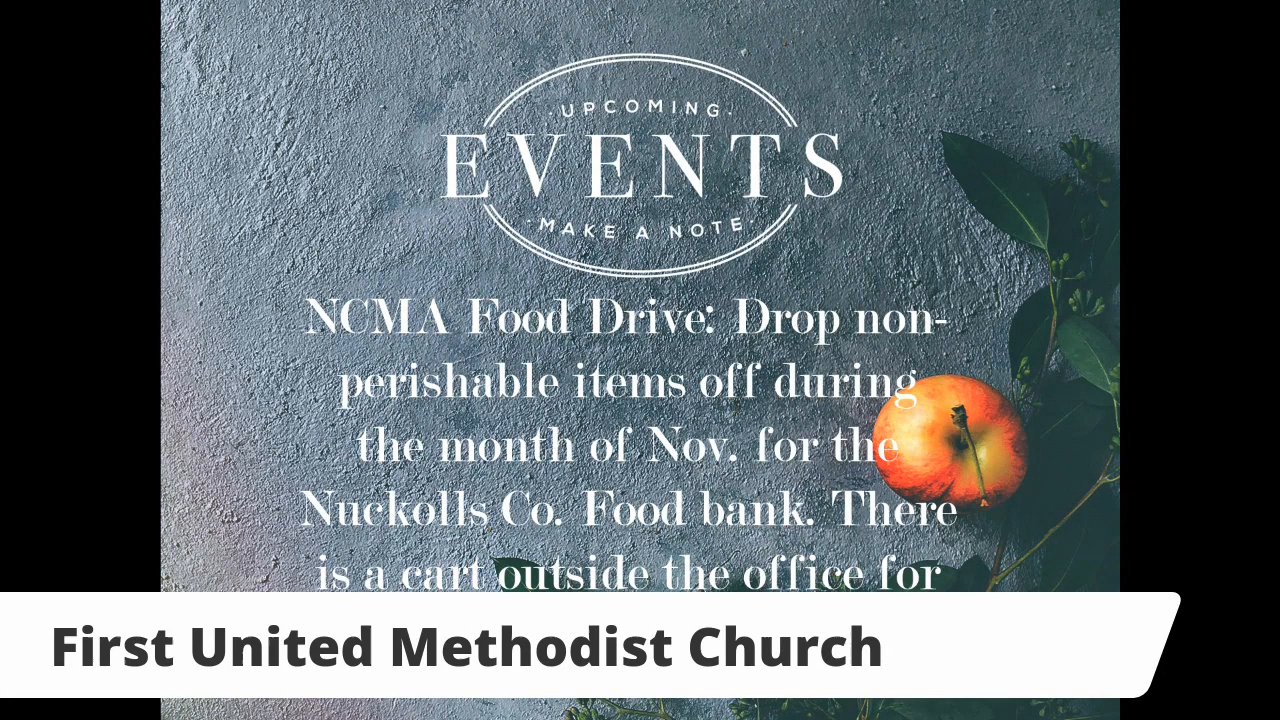 ·UPCOMING·
EVENTS
·MAKE A NOTE·
NCMA Food Drive: Drop non-
perishable items off during
the month of Nov. for the
Nuckolls Co. Food bank. There
is a cart outside the office for
First United Methodist Church